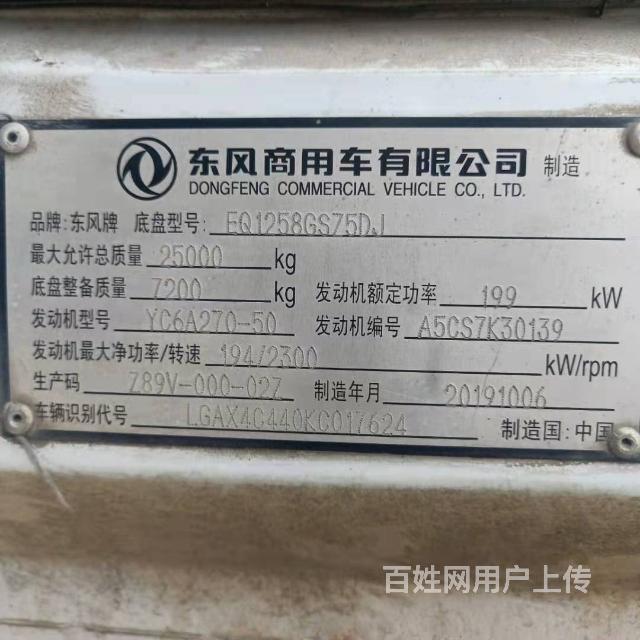 东风商用车有限公司 制造
DONGFENG COMMERCIAL VEHICLE CO., LTD.
品牌:东风牌 底盘型号: EQ1258GSZ5DJ
最大允许总质量 25000 kg
底盘整备质量 7200 kg 发动机额定功率 199 kW
发动机型号 YC6A270-50 发动机编号 A5CS7K30139
发动机最大净功率/转速 194/2300 kW/rpm
生产码 Z89V-000-02Z 制造年月 20191006
车辆识别代号 LGAX4C440KC017624 制造国:中国
百姓网用户上传